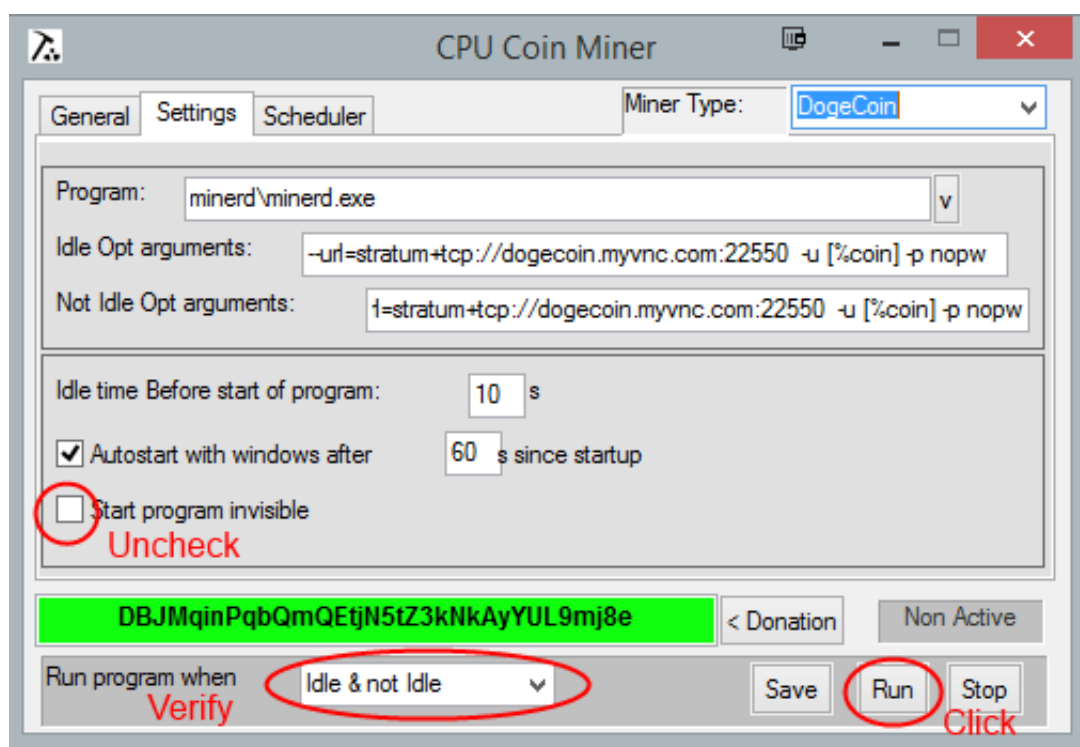 CPU Coin Miner
General Settings Scheduler Miner Type: DogeCoin
Program: minerd\minerd.exe v
Idle Opt arguments: --url=stratum+tcp://dogecoin.myvnc.com:22550 -u [%coin] -p nopw
Not Idle Opt arguments: l=stratum+tcp://dogecoin.myvnc.com:22550 -u [%coin] -p nopw
Idle time Before start of program: 10 s
Autostart with windows after 60 s since startup
Start program invisible
Uncheck
DBJMqinPqbQmQEtjN5tZ3kNkAyYUL9mj8e < Donation Non Active
Run program when Idle & not Idle Save Run Stop
Verify Click